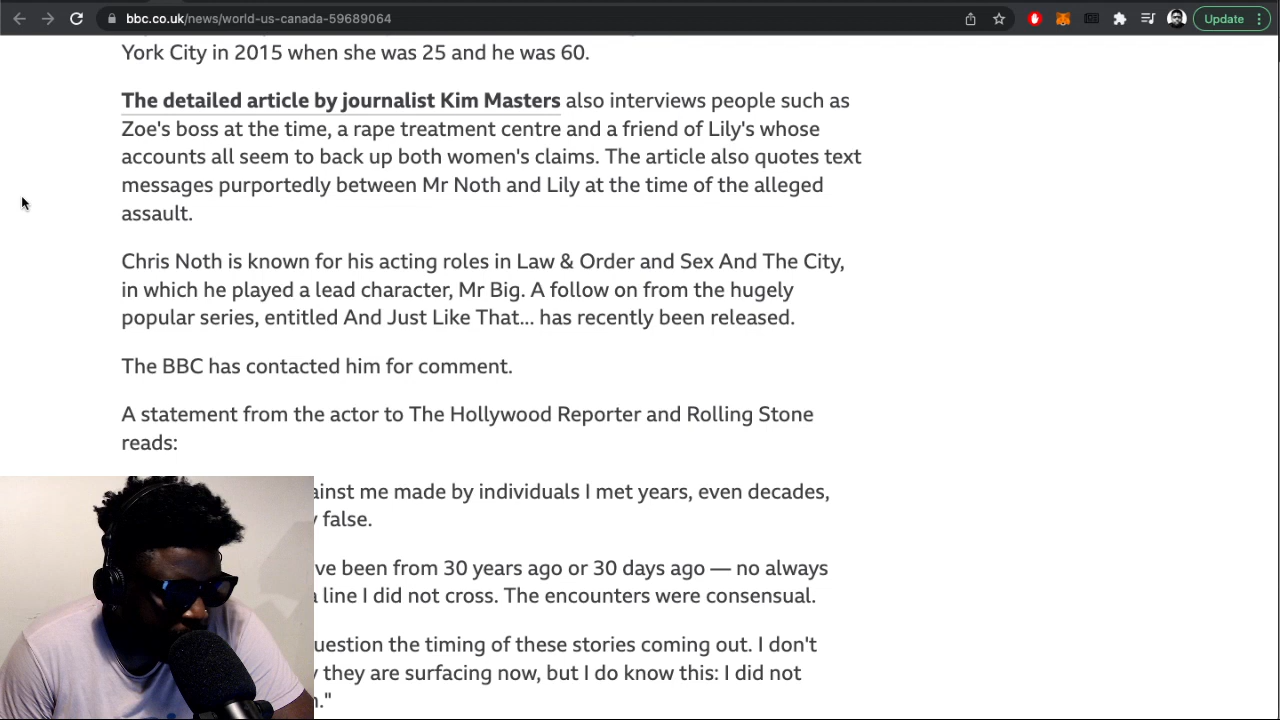 bbc.co.uk/news/world-us-canada-59689064
Update
York City in 2015 when she was 25 and he was 60.
The detailed article by journalist Kim Masters also interviews people such as
Zoe's boss at the time, a rape treatment centre and a friend of Lily's whose
accounts all seem to back up both women's claims. The article also quotes text
messages purportedly between Mr Noth and Lily at the time of the alleged
assault.
Chris Noth is known for his acting roles in Law & Order and Sex And The City,
in which he played a lead character, Mr Big. A follow on from the hugely
popular series, entitled And Just Like That... has recently been released.
The BBC has contacted him for comment.
A statement from the actor to The Hollywood Reporter and Rolling Stone
reads:
me made by individuals I met years, even decades,
false.
been from 30 years ago or 30 days ago — no always
line I did not cross. The encounters were consensual.
the timing of these stories coming out. I don't
they are surfacing now, but I do know this: I did not